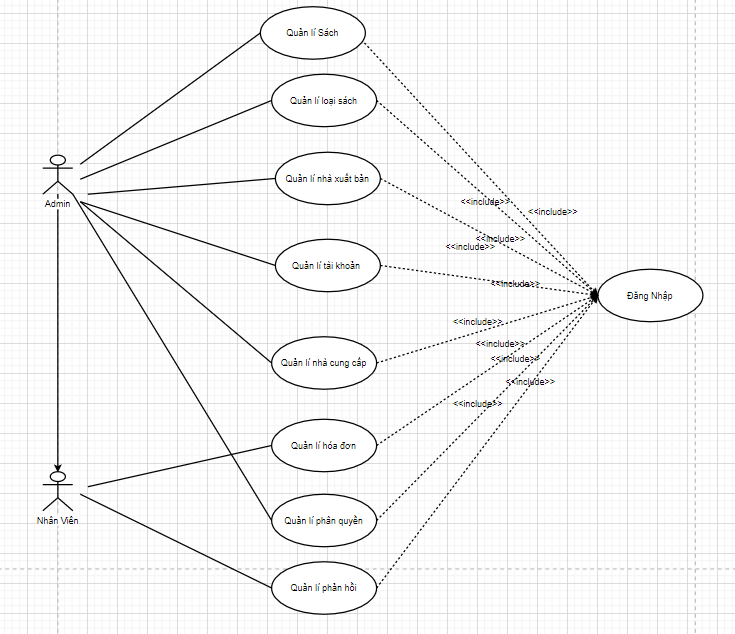 Quản lí Sách
Quản lí loại sách
Admin
Quản lí nhà xuất bản
<<include>>
<<include>>
<<include>>
<<include>>
Quản lí tài khoản
<<include>>
Đăng Nhập
<<include>>
<<include>>
<<include>>
Quản lí nhà cung cấp
<<include>>
<<include>>
Quản lí hóa đơn
Nhân Viên
Quản lí phân quyền
Quản lí phản hồi